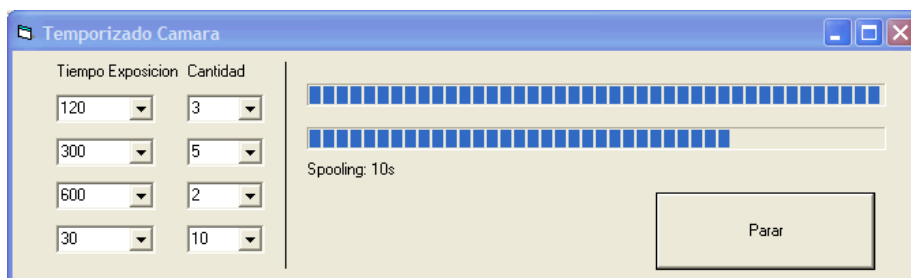 Temporizado Camara
Tiempo Exposicion Cantidad
120 3
300 5
600 2
30 10
Spooling: 10s
Parar